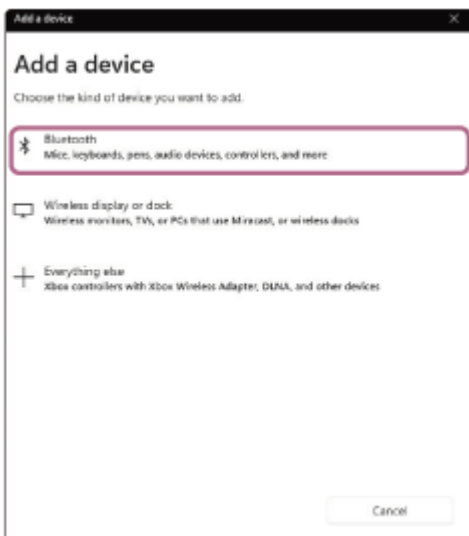 Add a device
Add a device
Choose the kind of device you want to add.
Bluetooth
Mice, keyboards, pens, audio devices, controllers, and more
Wireless display or dock
Wireless monitors, TVs, or PCs that use Miracast, or wireless docks
Everything else
Xbox controllers with Xbox Wireless Adapter, DLNA, and other devices
Cancel